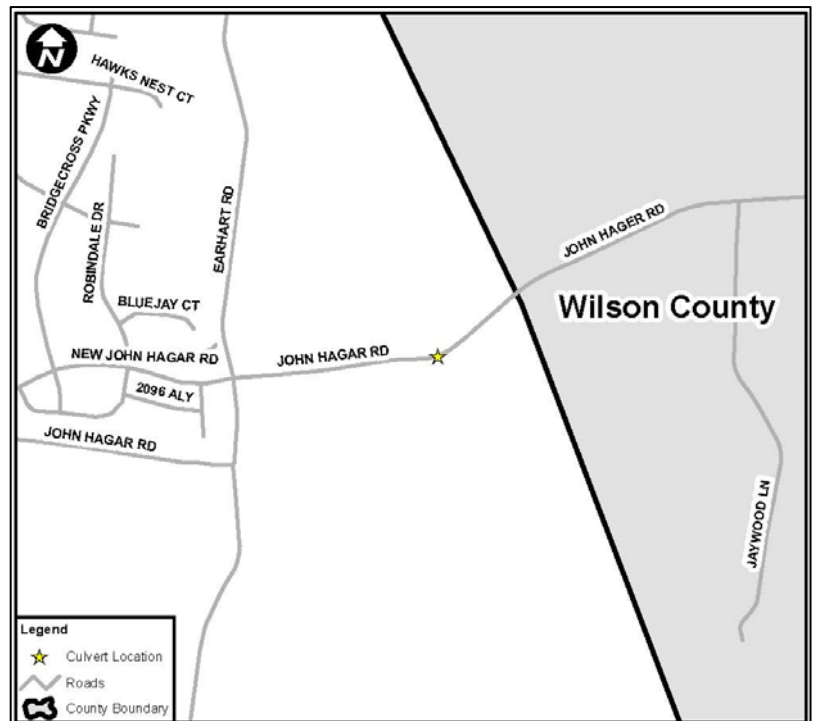 N
HAWKS NEST CT
BRIDGECROSS PKWY
ROBINDALE DR
EARHART RD
BLUEJAY CT
NEW JOHN HAGAR RD
JOHN HAGAR RD
2096 ALY
JOHN HAGAR RD
JOHN HAGER RD
Wilson County
JAYWOOD LN
Legend
Culvert Location
Roads
County Boundary